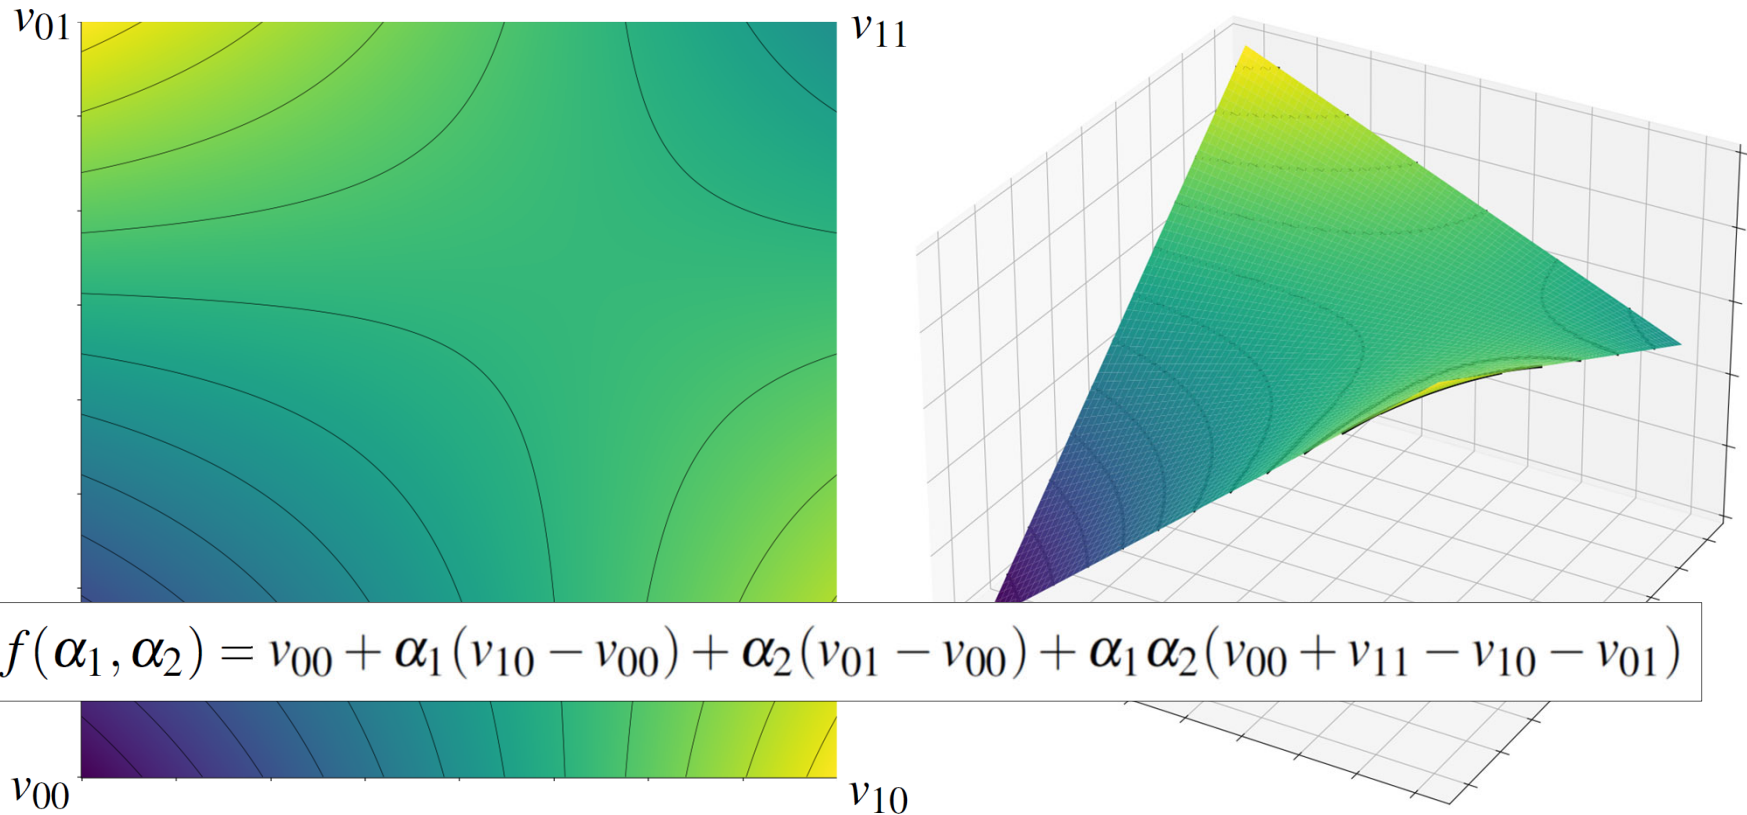 v₀₁ v₁₁
f(α₁, α₂) = v₀₀ + α₁(v₁₀ − v₀₀) + α₂(v₀₁ − v₀₀) + α₁α₂(v₀₀ + v₁₁ − v₁₀ − v₀₁)
v₀₀ v₁₀